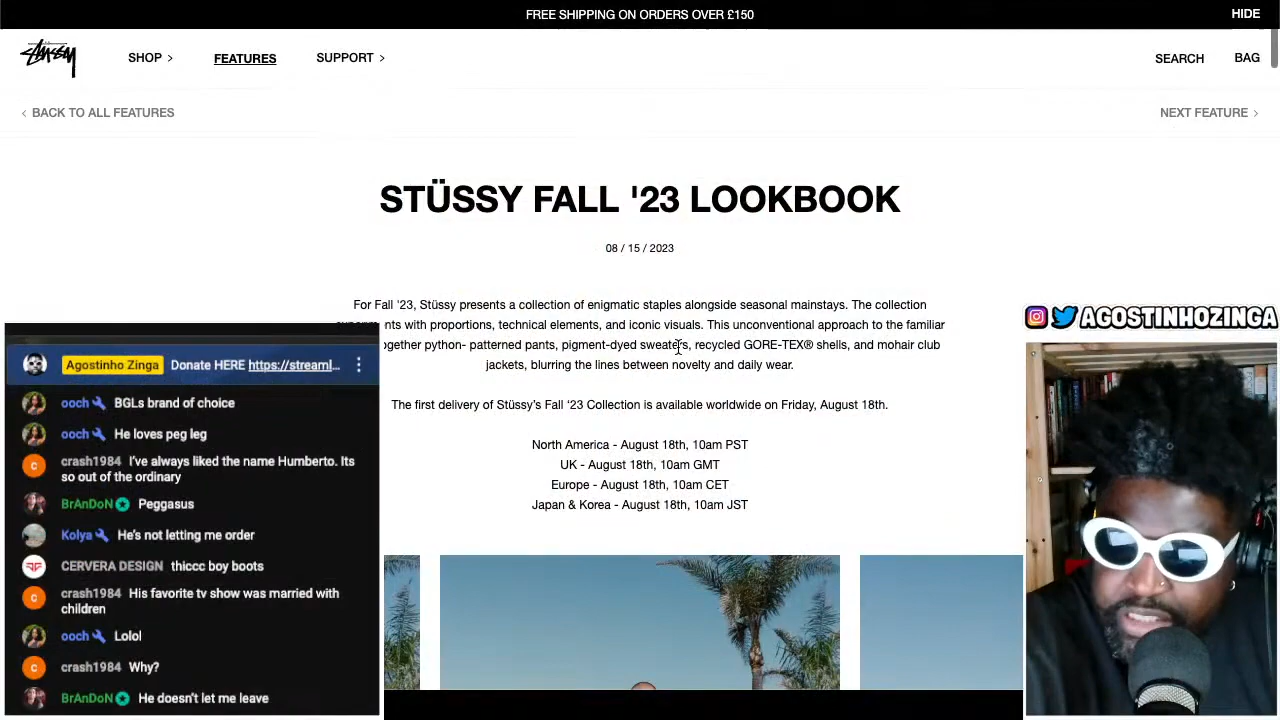 FREE SHIPPING ON ORDERS OVER £150
HIDE
Stüssy
SHOP >
FEATURES
SUPPORT >
SEARCH
BAG
< BACK TO ALL FEATURES
NEXT FEATURE >
STÜSSY FALL '23 LOOKBOOK
08 / 15 / 2023
For Fall '23, Stüssy presents a collection of enigmatic staples alongside seasonal mainstays. The collection
nts with proportions, technical elements, and iconic visuals. This unconventional approach to the familiar
ogether python- patterned pants, pigment-dyed sweaters, recycled GORE-TEX® shells, and mohair club
jackets, blurring the lines between novelty and daily wear.
The first delivery of Stüssy's Fall '23 Collection is available worldwide on Friday, August 18th.
North America - August 18th, 10am PST
UK - August 18th, 10am GMT
Europe - August 18th, 10am CET
Japan & Korea - August 18th, 10am JST
Agostinho Zinga Donate HERE https://streaml...
ooch BGLs brand of choice
ooch He loves peg leg
crash1984 I've always liked the name Humberto. Its
so out of the ordinary
BrAnDoN Peggasus
Kolya He's not letting me order
CERVERA DESIGN thiccc boy boots
crash1984 His favorite tv show was married with
children
ooch Lolol
crash1984 Why?
BrAnDoN He doesn't let me leave
AGOSTINHOZINGA